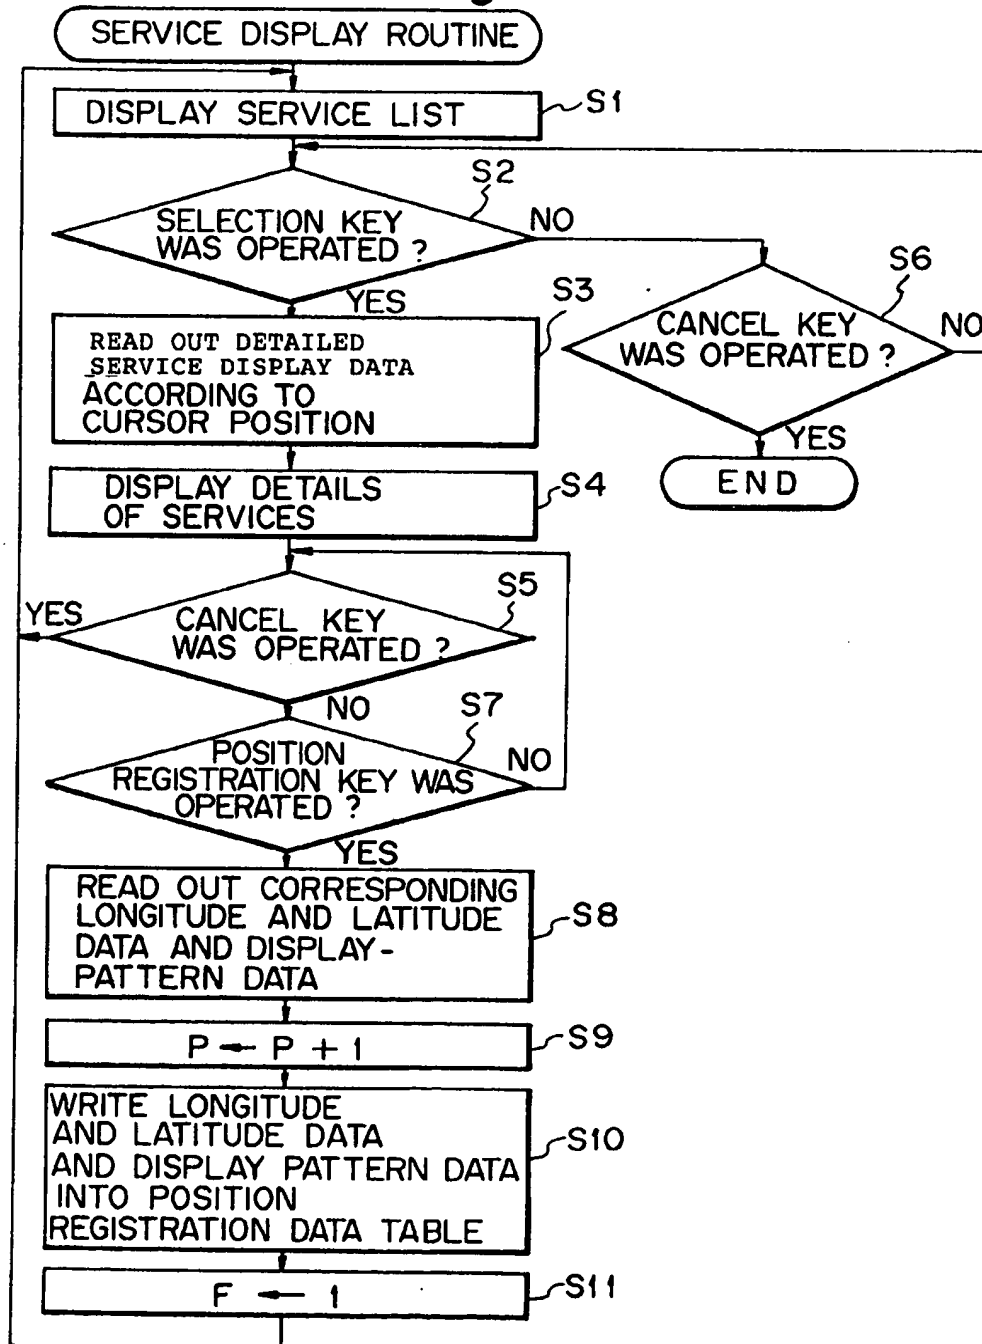 SERVICE DISPLAY ROUTINE
DISPLAY SERVICE LIST
S1
S2
SELECTION KEY
WAS OPERATED ?
NO
YES
S3
READ OUT DETAILED
SERVICE DISPLAY DATA
ACCORDING TO
CURSOR POSITION
S6
CANCEL KEY
WAS OPERATED ?
NO
YES
END
DISPLAY DETAILS
OF SERVICES
S4
S5
YES
CANCEL KEY
WAS OPERATED ?
NO
S7
POSITION
REGISTRATION KEY WAS
OPERATED ?
NO
YES
READ OUT CORRESPONDING
LONGITUDE AND LATITUDE
DATA AND DISPLAY-
PATTERN DATA
S8
P ← P + 1
S9
WRITE LONGITUDE
AND LATITUDE DATA
AND DISPLAY PATTERN DATA
INTO POSITION
REGISTRATION DATA TABLE
S10
F ← 1
S11